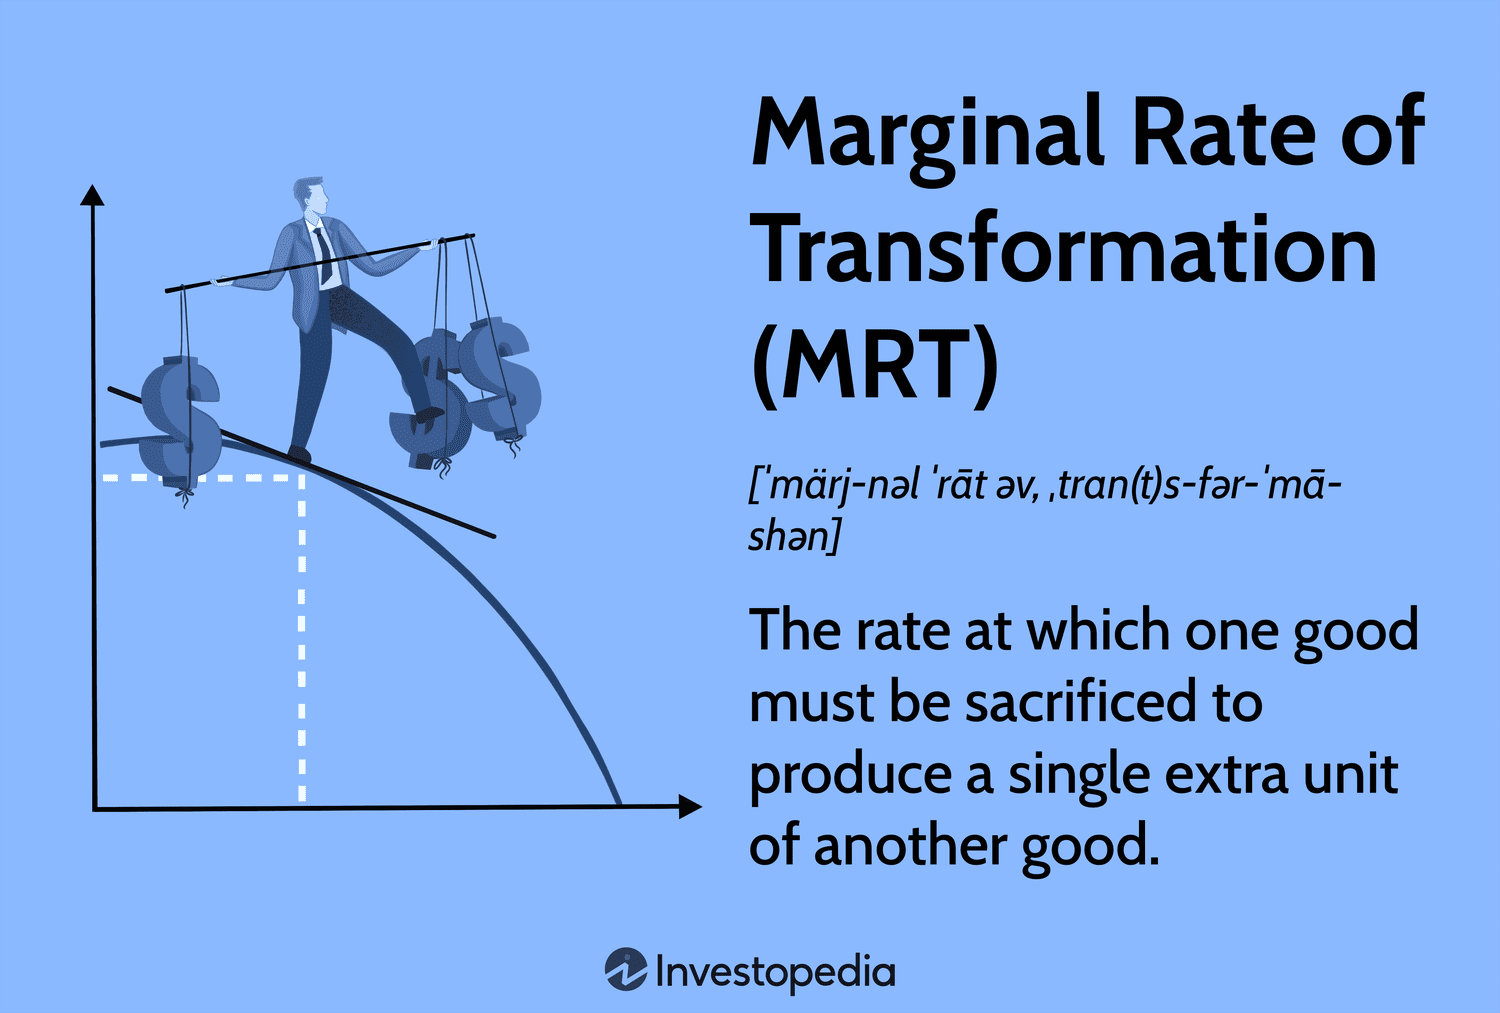 Marginal Rate of
Transformation
(MRT)
[ˈmärj-nəl ˈrāt əv, ˌtran(t)s-fər-ˈmā-
shən]
The rate at which one good
must be sacrificed to
produce a single extra unit
of another good.
Investopedia